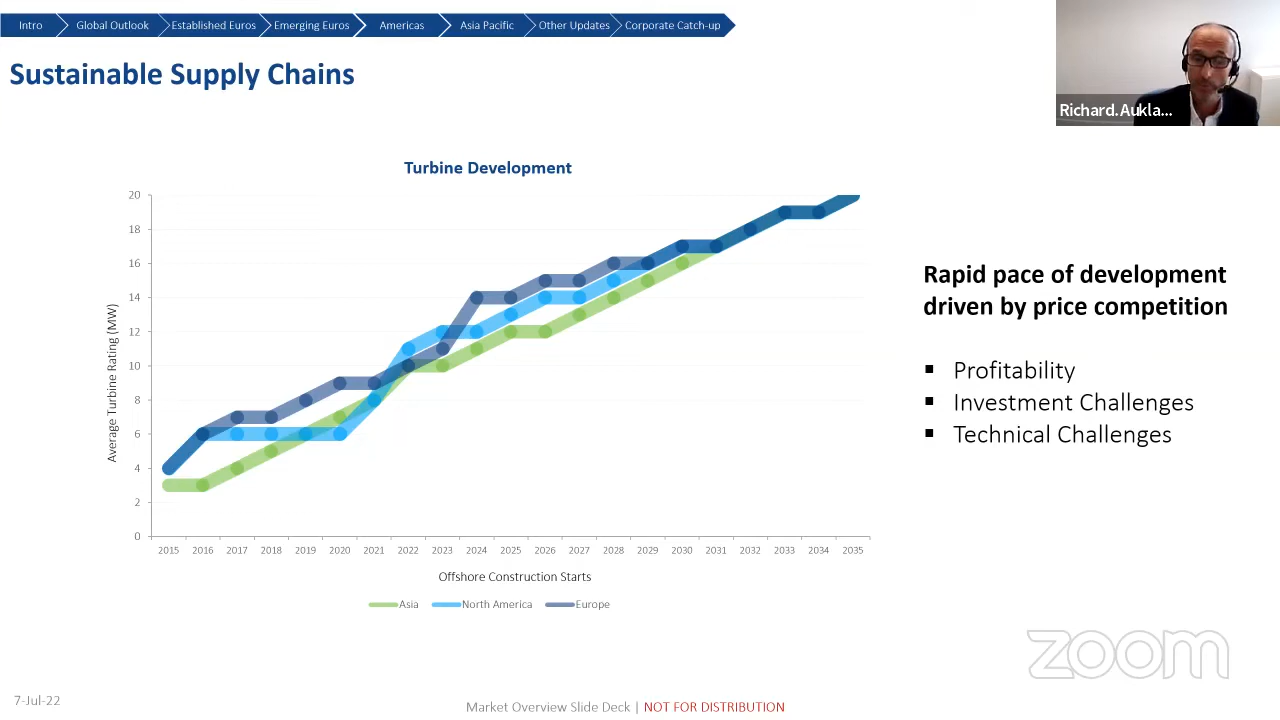 Intro Global Outlook Established Euros Emerging Euros Americas Asia Pacific Other Updates Corporate Catch-up
Sustainable Supply Chains
Richard.Aukla...
Turbine Development
20
18
16
14
12
10
8
6
4
2
0
Average Turbine Rating (MW)
2015 2016 2017 2018 2019 2020 2021 2022 2023 2024 2025 2026 2027 2028 2029 2030 2031 2032 2033 2034 2035
Offshore Construction Starts
Asia North America Europe
Rapid pace of development
driven by price competition
▪ Profitability
▪ Investment Challenges
▪ Technical Challenges
zoom
7-Jul-22
Market Overview Slide Deck | NOT FOR DISTRIBUTION